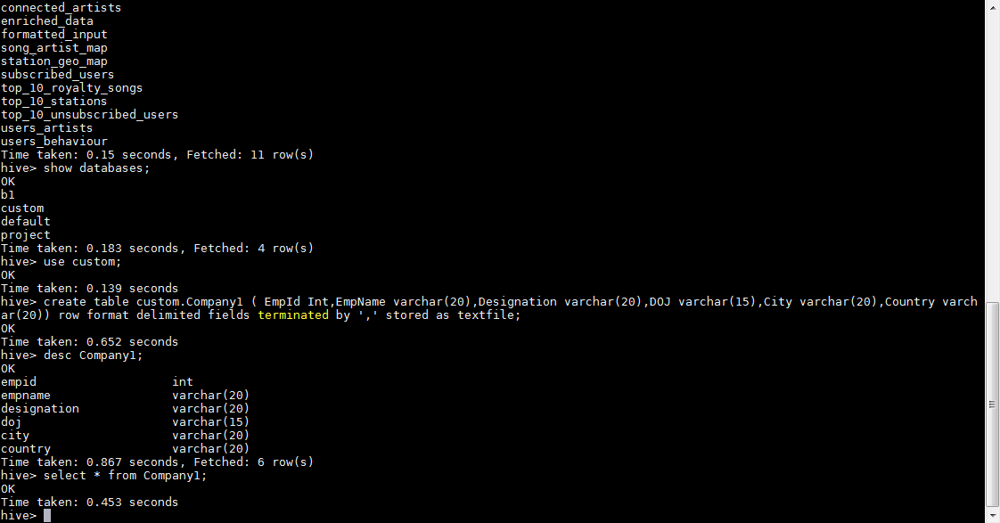 connected_artists
enriched_data
formatted_input
song_artist_map
station_geo_map
subscribed_users
top_10_royalty_songs
top_10_stations
top_10_unsubscribed_users
users_artists
users_behaviour
Time taken: 0.15 seconds, Fetched: 11 row(s)
hive> show databases;
OK
b1
custom
default
project
Time taken: 0.183 seconds, Fetched: 4 row(s)
hive> use custom;
OK
Time taken: 0.139 seconds
hive> create table custom.Company1 ( EmpId Int,EmpName varchar(20),Designation varchar(20),DOJ varchar(15),City varchar(20),Country varch
ar(20)) row format delimited fields terminated by ',' stored as textfile;
OK
Time taken: 0.652 seconds
hive> desc Company1;
OK
empid                   int
empname                 varchar(20)
designation             varchar(20)
doj                     varchar(15)
city                    varchar(20)
country                 varchar(20)
Time taken: 0.867 seconds, Fetched: 6 row(s)
hive> select * from Company1;
OK
Time taken: 0.453 seconds
hive>